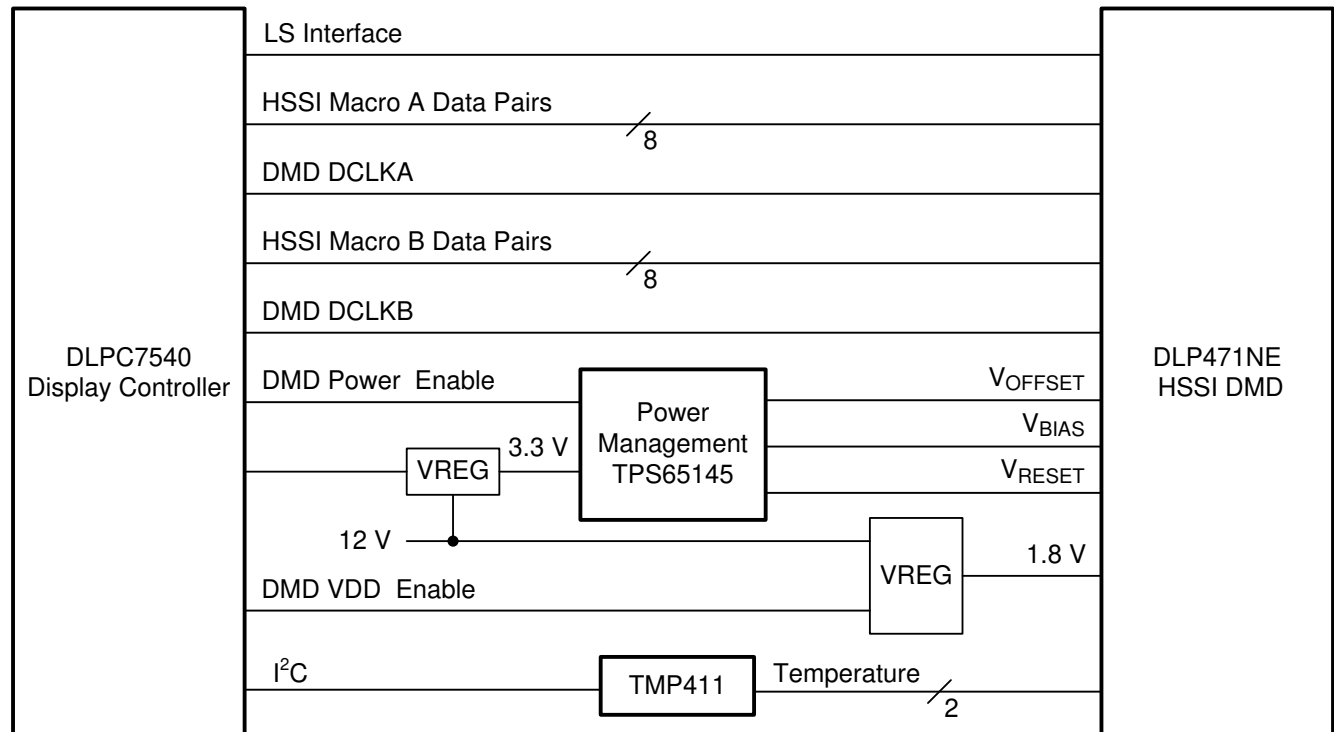 LS Interface
HSSI Macro A Data Pairs
8
DMD DCLKA
HSSI Macro B Data Pairs
8
DMD DCLKB
DLPC7540
Display Controller
DLP471NE
HSSI DMD
DMD Power Enable
Power
Management
TPS65145
VOFFSET
VBIAS
VRESET
VREG
3.3 V
12 V
VREG
1.8 V
DMD VDD Enable
I²C
TMP411
Temperature
2